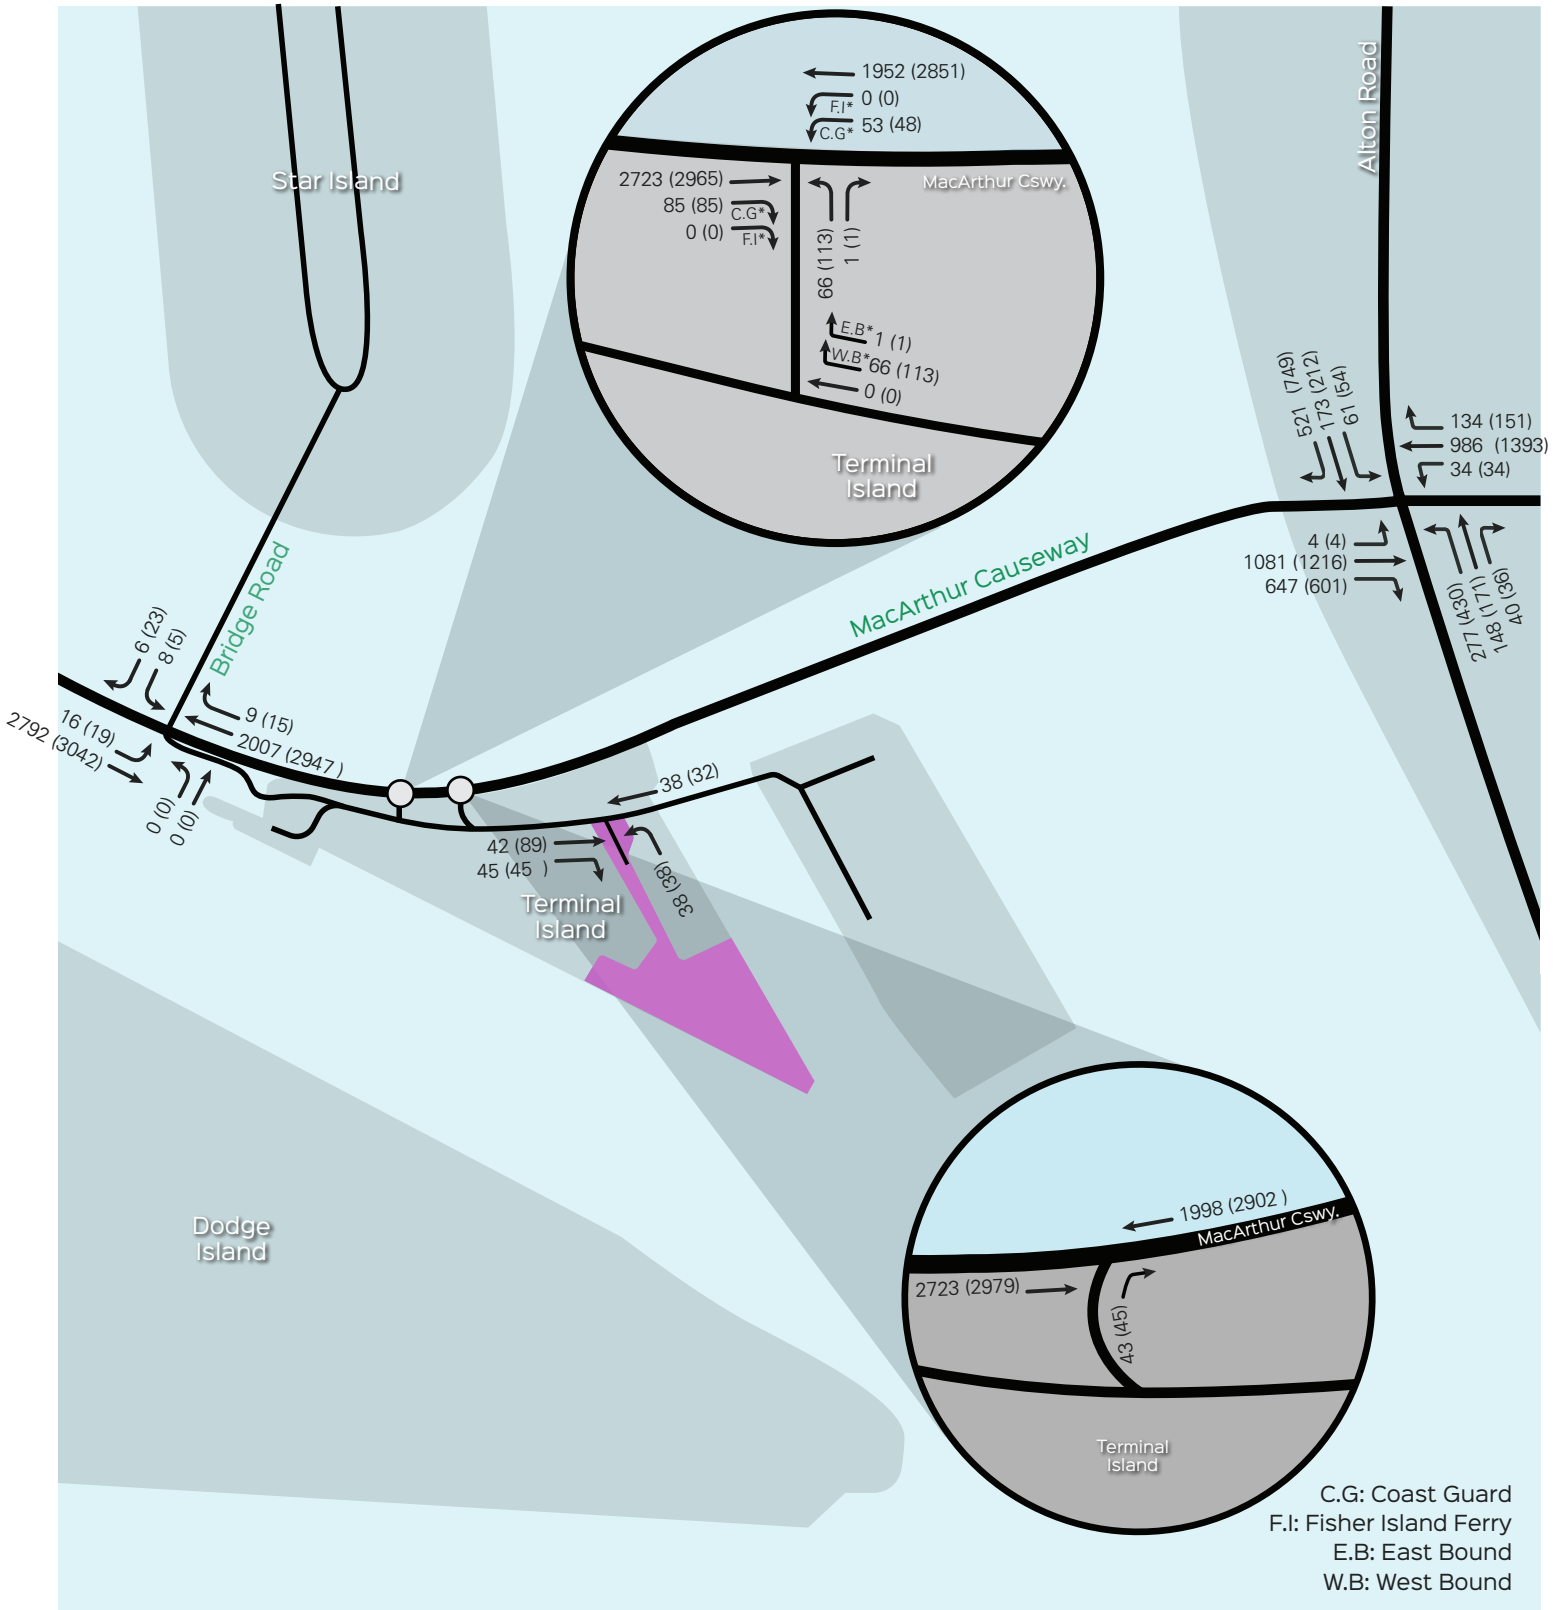 1952 (2851)
0 (0)
F.I*
53 (48)
C.G*
MacArthur Cswy.
2723 (2965)
85 (85)
C.G*
0 (0)
F.I*
66 (113)
1 (1)
E.B* 1 (1)
W.B* 66 (113)
0 (0)
Terminal
Island
Star Island
Alton Road
521 (749)
173 (212)
61 (54)
134 (151)
986 (1393)
34 (34)
4 (4)
1081 (1216)
647 (601)
277 (430)
148 (171)
40 (36)
MacArthur Causeway
Bridge Road
6 (23)
8 (5)
16 (19)
2792 (3042)
9 (15)
2007 (2947 )
0 (0)
0 (0)
38 (32)
42 (89)
45 (45 )
38 (38)
Terminal
Island
Dodge
Island
1998 (2902 )
MacArthur Cswy.
2723 (2979)
43 (45)
Terminal
Island
C.G: Coast Guard
F.I: Fisher Island Ferry
E.B: East Bound
W.B: West Bound